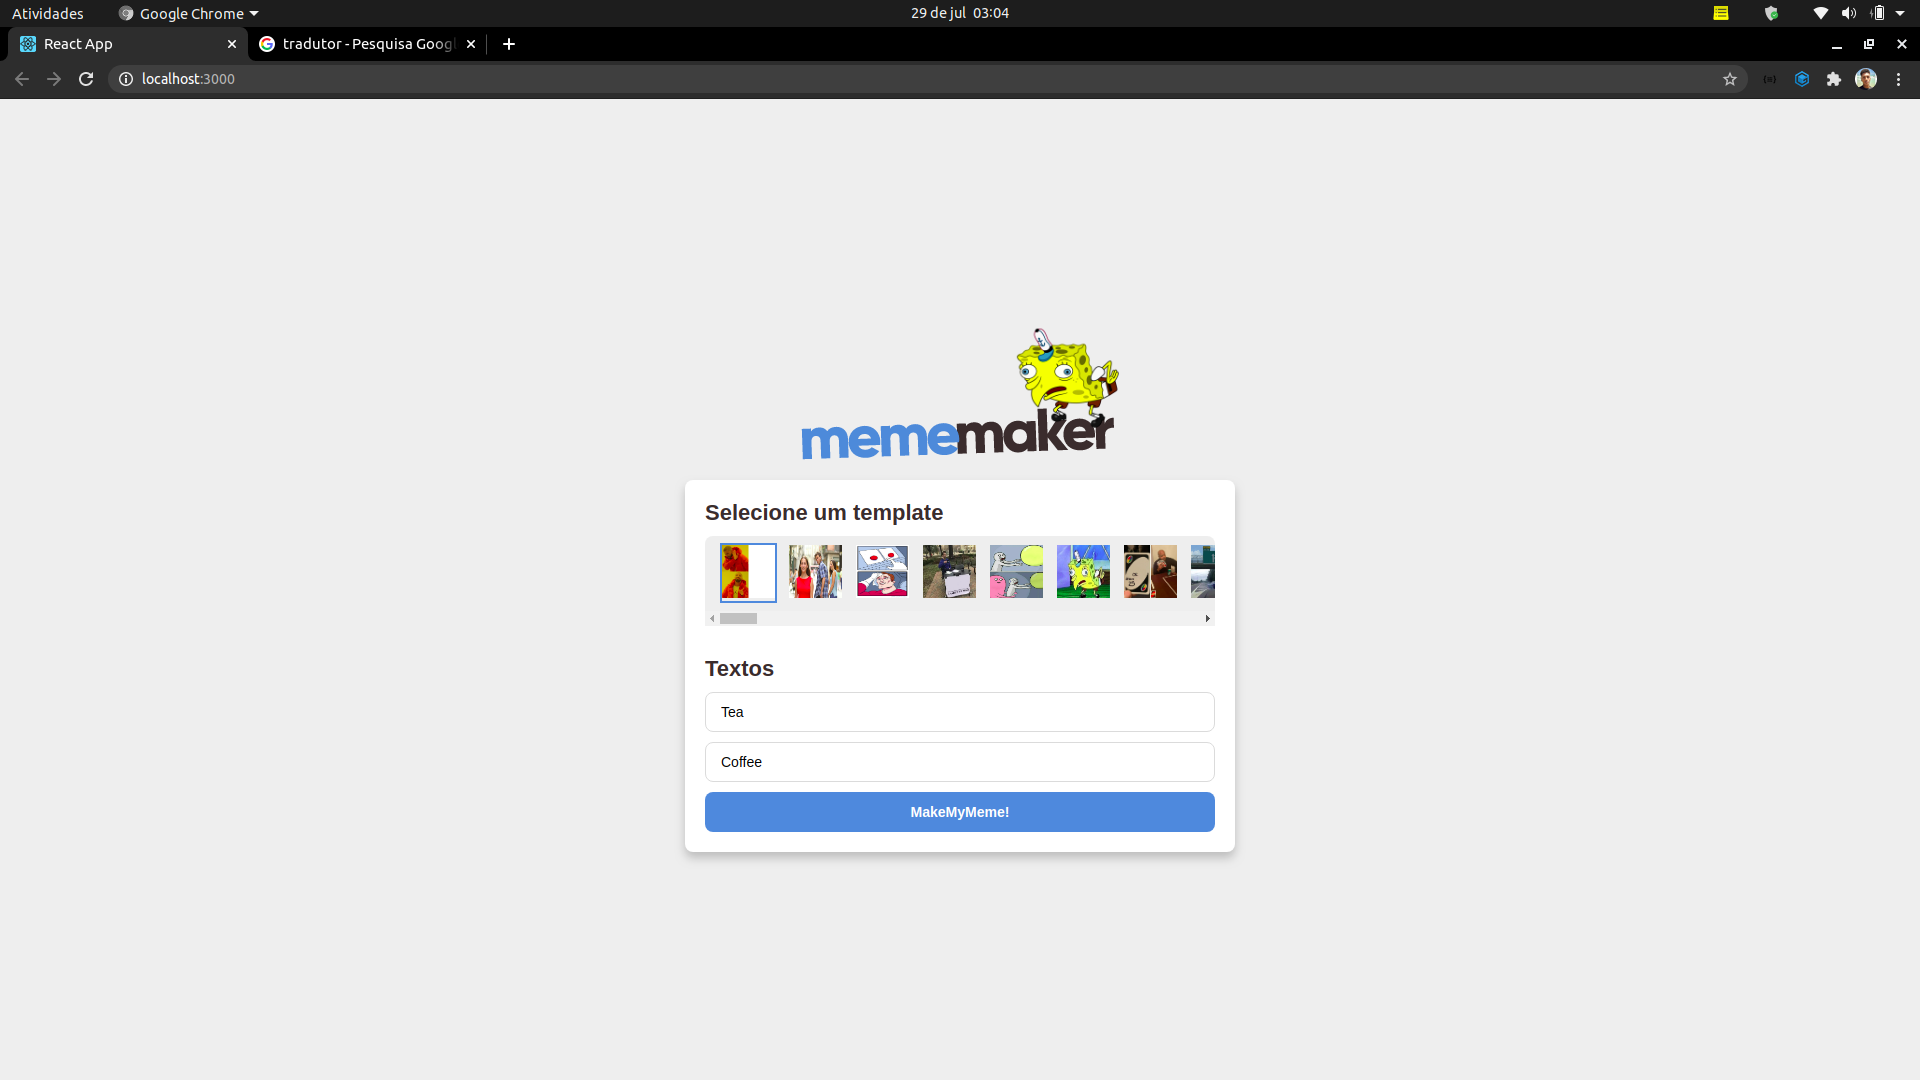 Atividades
Google Chrome
29 de jul 03:04
React App
tradutor - Pesquisa Goog
localhost:3000
mememaker
Selecione um template
Textos
Tea
Coffee
MakeMyMeme!